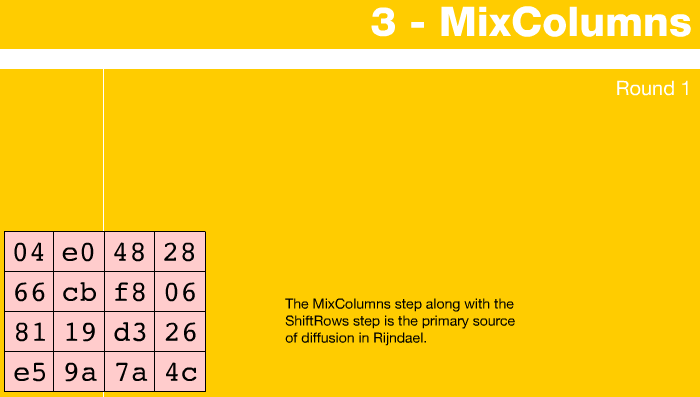 3 - MixColumns
Round 1
04 e0 48 28
66 cb f8 06
81 19 d3 26
e5 9a 7a 4c
The MixColumns step along with the
ShiftRows step is the primary source
of diffusion in Rijndael.